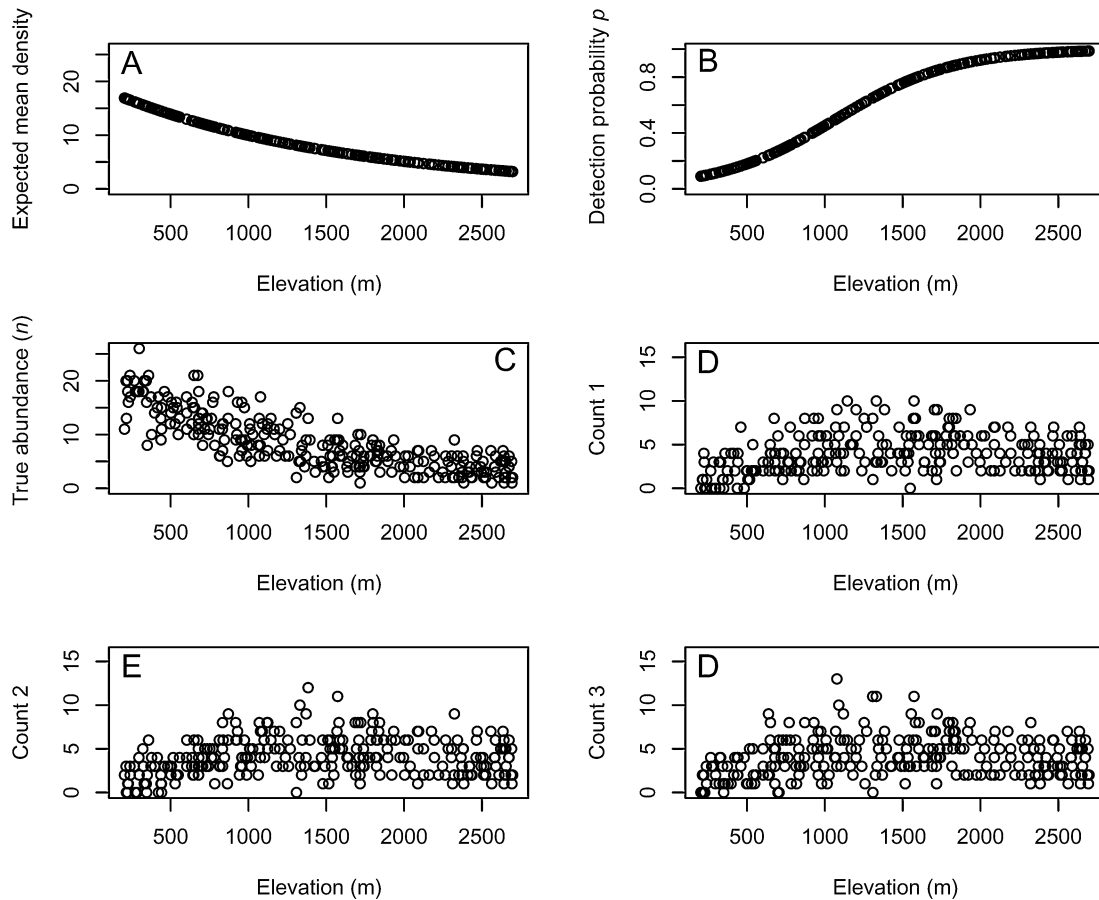 Expected mean density
A
0 10 20
500 1000 1500 2000 2500
Elevation (m)
Detection probability p
B
0.0 0.4 0.8
500 1000 1500 2000 2500
Elevation (m)
True abundance (n)
C
0 10 20
500 1000 1500 2000 2500
Elevation (m)
Count 1
D
0 5 10 15
500 1000 1500 2000 2500
Elevation (m)
Count 2
E
0 5 10 15
500 1000 1500 2000 2500
Elevation (m)
Count 3
D
0 5 10 15
500 1000 1500 2000 2500
Elevation (m)